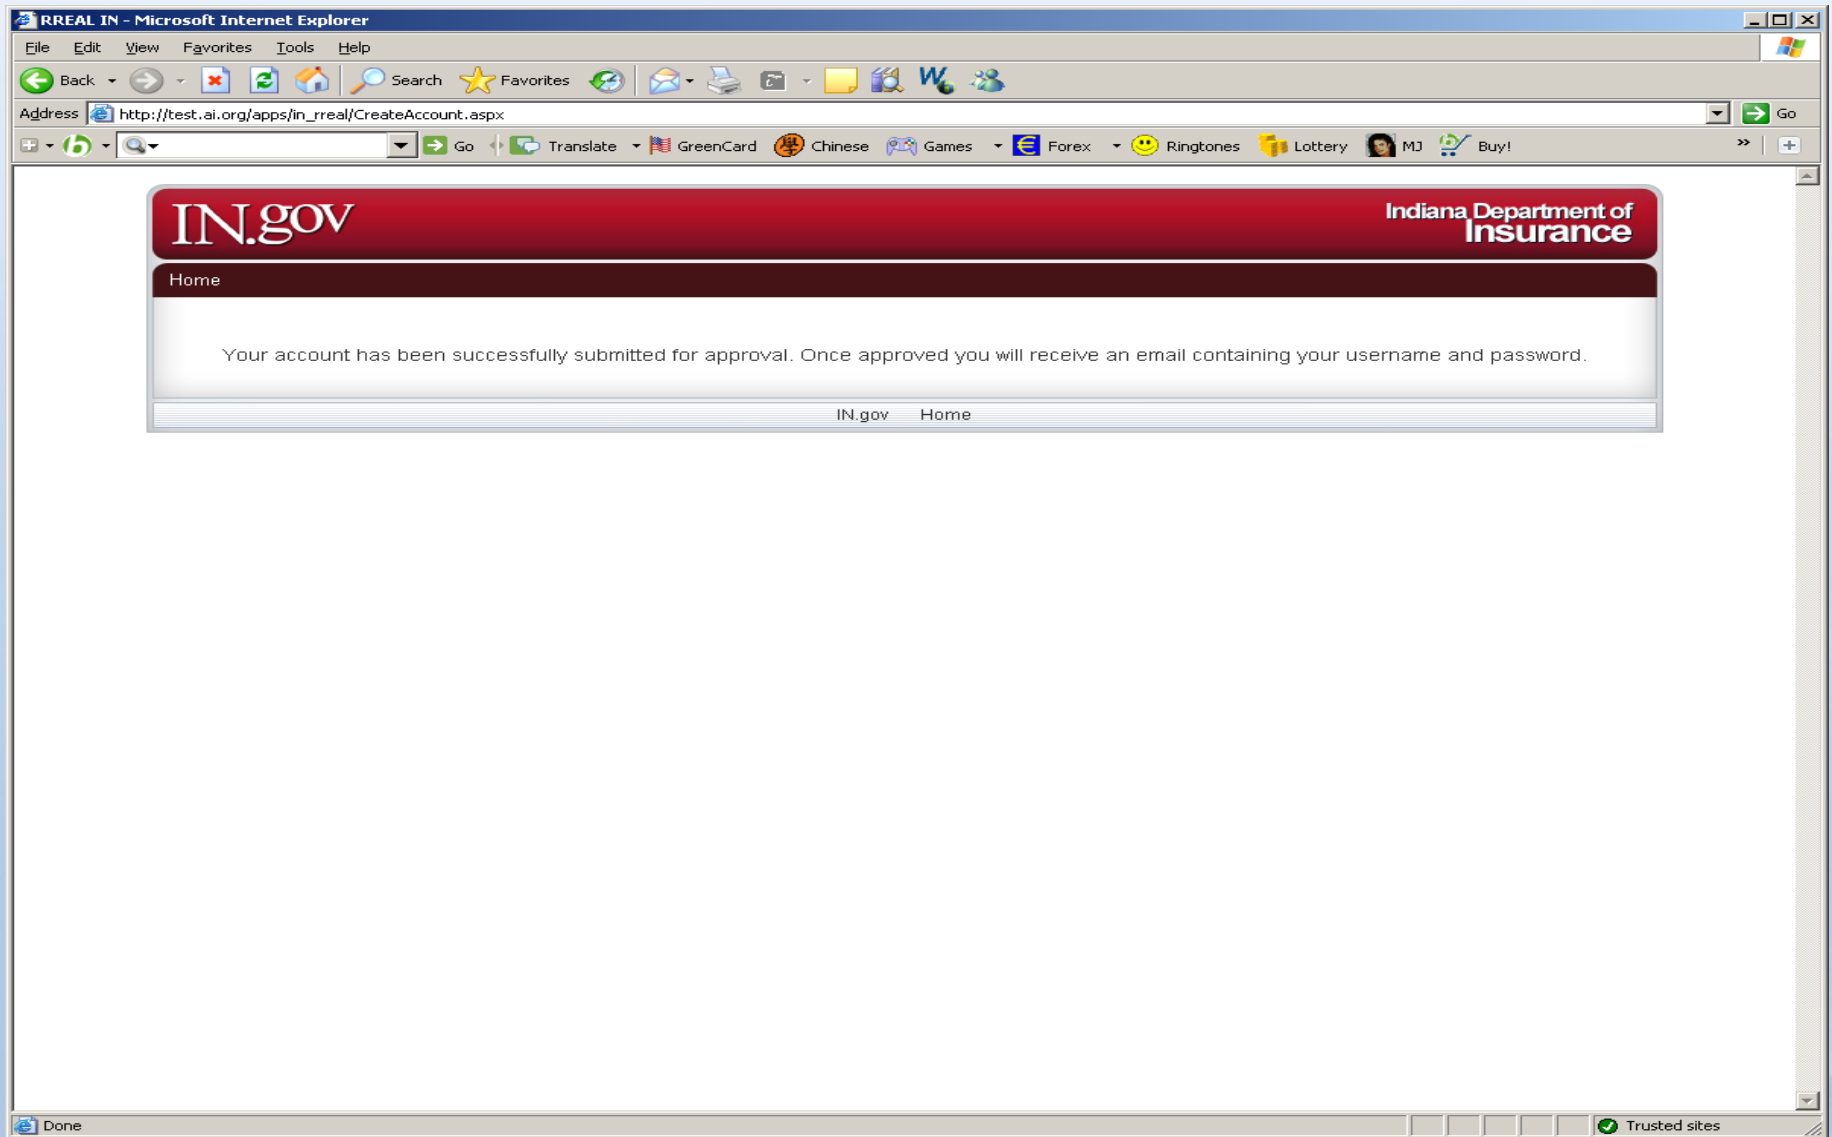 RREAL IN - Microsoft Internet Explorer
File Edit View Favorites Tools Help
Back Search Favorites
Address http://test.ai.org/apps/in_rreal/CreateAccount.aspx Go
Go Translate GreenCard Chinese Games Forex Ringtones Lottery MJ Buy! »
IN.gov Indiana Department of
Insurance
Home
Your account has been successfully submitted for approval. Once approved you will receive an email containing your username and password.
IN.gov Home
Done Trusted sites